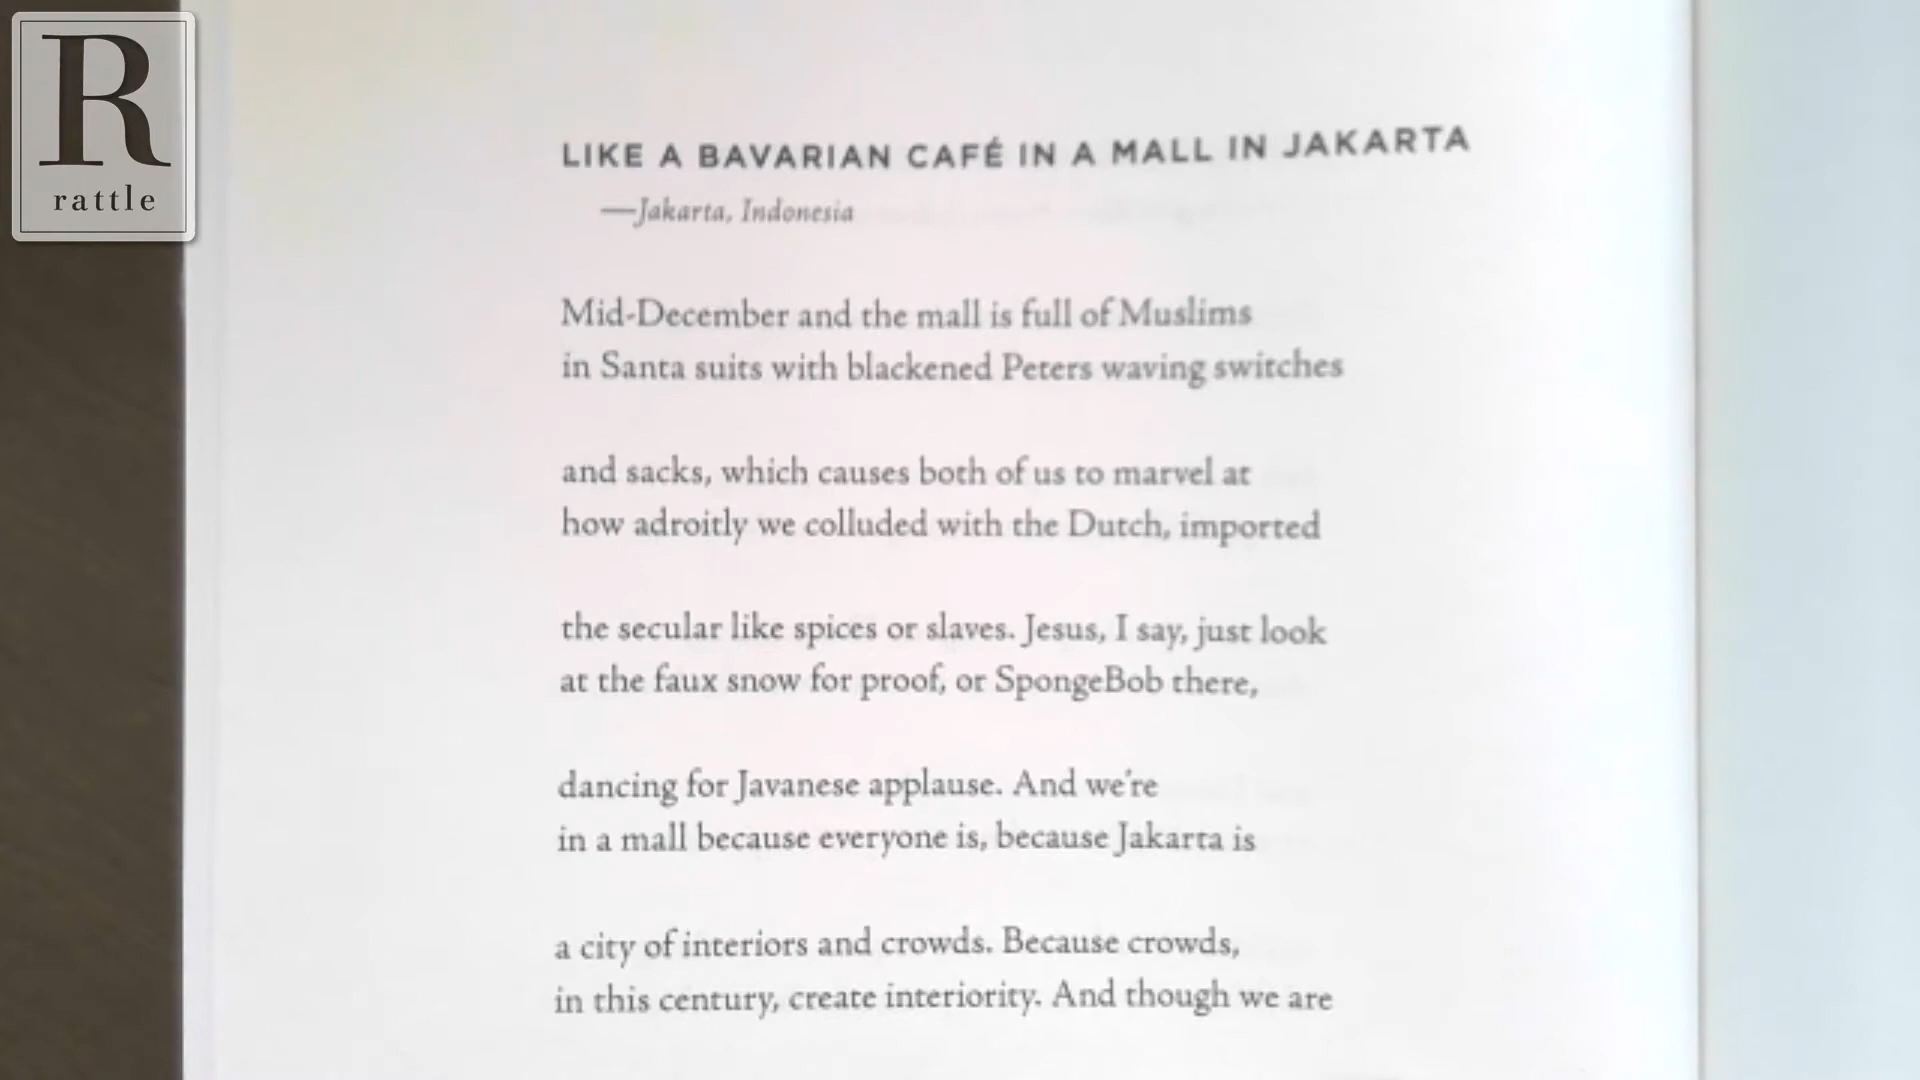 R
rattle
LIKE A BAVARIAN CAFÉ IN A MALL IN JAKARTA
—Jakarta, Indonesia
Mid-December and the mall is full of Muslims
in Santa suits with blackened Peters waving switches
and sacks, which causes both of us to marvel at
how adroitly we colluded with the Dutch, imported
the secular like spices or slaves. Jesus, I say, just look
at the faux snow for proof, or SpongeBob there,
dancing for Javanese applause. And we're
in a mall because everyone is, because Jakarta is
a city of interiors and crowds. Because crowds,
in this century, create interiority. And though we are